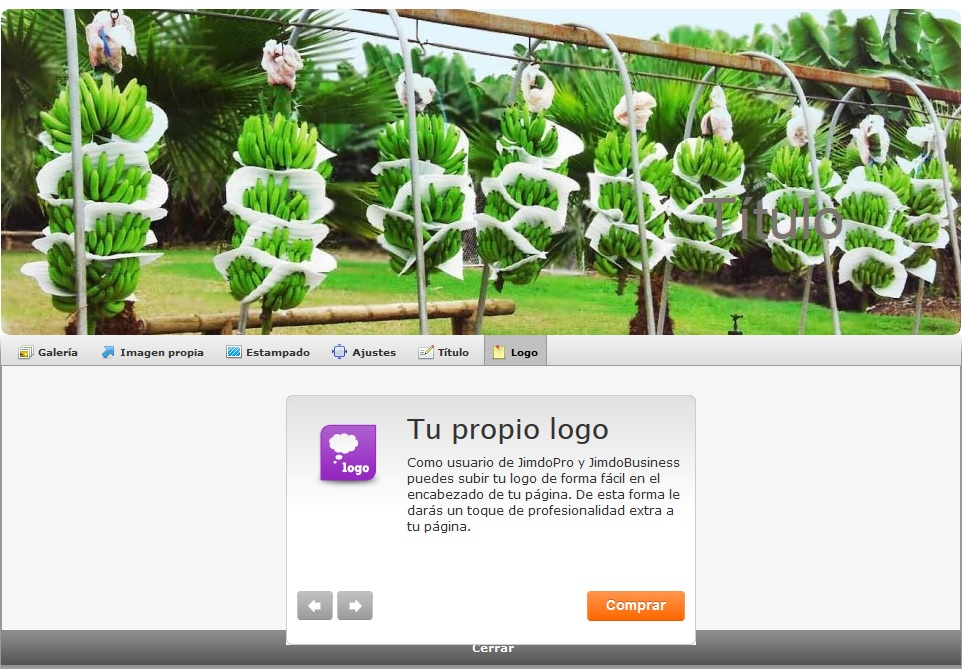 Título
Galería
Imagen propia
Estampado
Ajustes
Título
Logo
logo
Tu propio logo
Como usuario de JimdoPro y JimdoBusiness
puedes subir tu logo de forma fácil en el
encabezado de tu página. De esta forma le
darás un toque de profesionalidad extra a
tu página.
Comprar
Cerrar